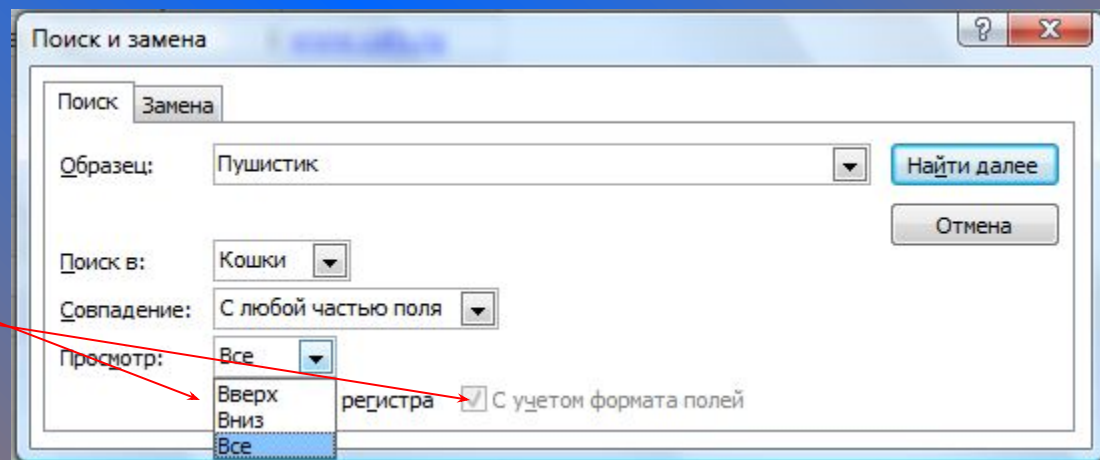 Поиск и замена
Поиск Замена
Образец: Пушистик Найти далее
Отмена
Поиск в: Кошки
Совпадение: С любой частью поля
Просмотр: Все
Вверх регистра С учетом формата полей
Вниз
Все